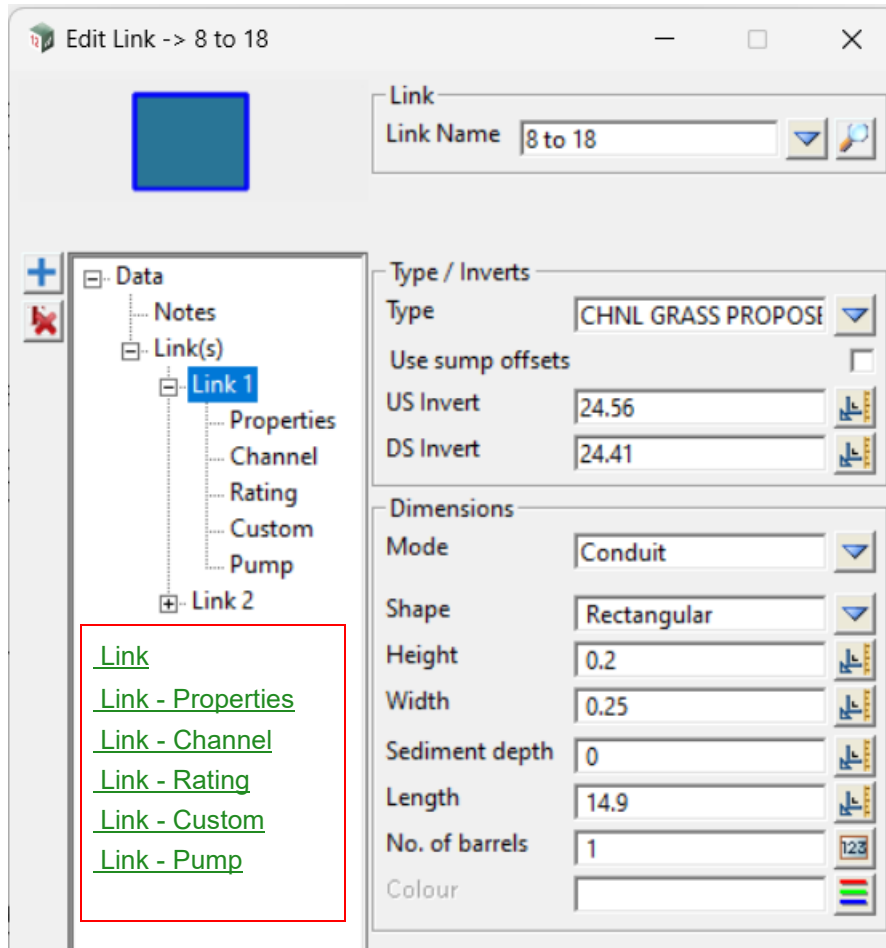 Edit Link -> 8 to 18
Link
Link Name 8 to 18
Data
Notes
Link(s)
Link 1
Properties
Channel
Rating
Custom
Pump
Link 2
Link
Link - Properties
Link - Channel
Link - Rating
Link - Custom
Link - Pump
Type / Inverts
Type CHNL GRASS PROPOSE
Use sump offsets
US Invert 24.56
DS Invert 24.41
Dimensions
Mode Conduit
Shape Rectangular
Height 0.2
Width 0.25
Sediment depth 0
Length 14.9
No. of barrels 1 123
Colour